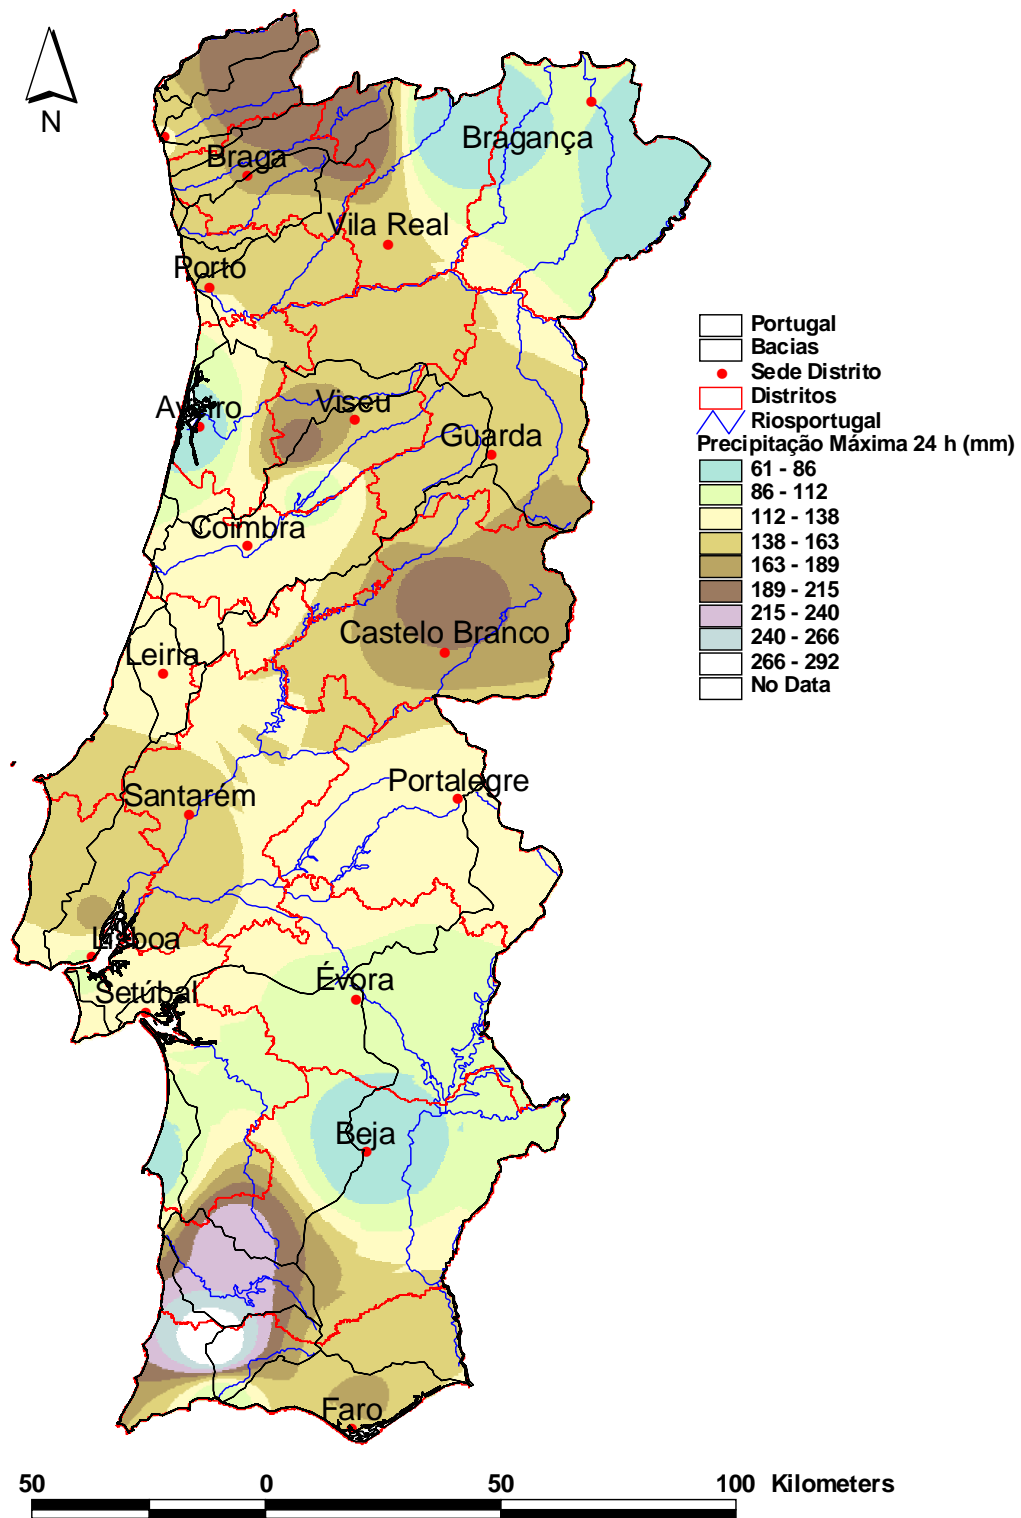 N
Bragança
Braga
Vila Real
Porto
Aveiro
Viseu
Guarda
Coimbra
Castelo Branco
Leiria
Portalegre
Santarém
Lisboa
Évora
Setúbal
Beja
Faro
Portugal
Bacias
Sede Distrito
Distritos
Riosportugal
Precipitação Máxima 24 h (mm)
61 - 86
86 - 112
112 - 138
138 - 163
163 - 189
189 - 215
215 - 240
240 - 266
266 - 292
No Data
50 0 50 100 Kilometers